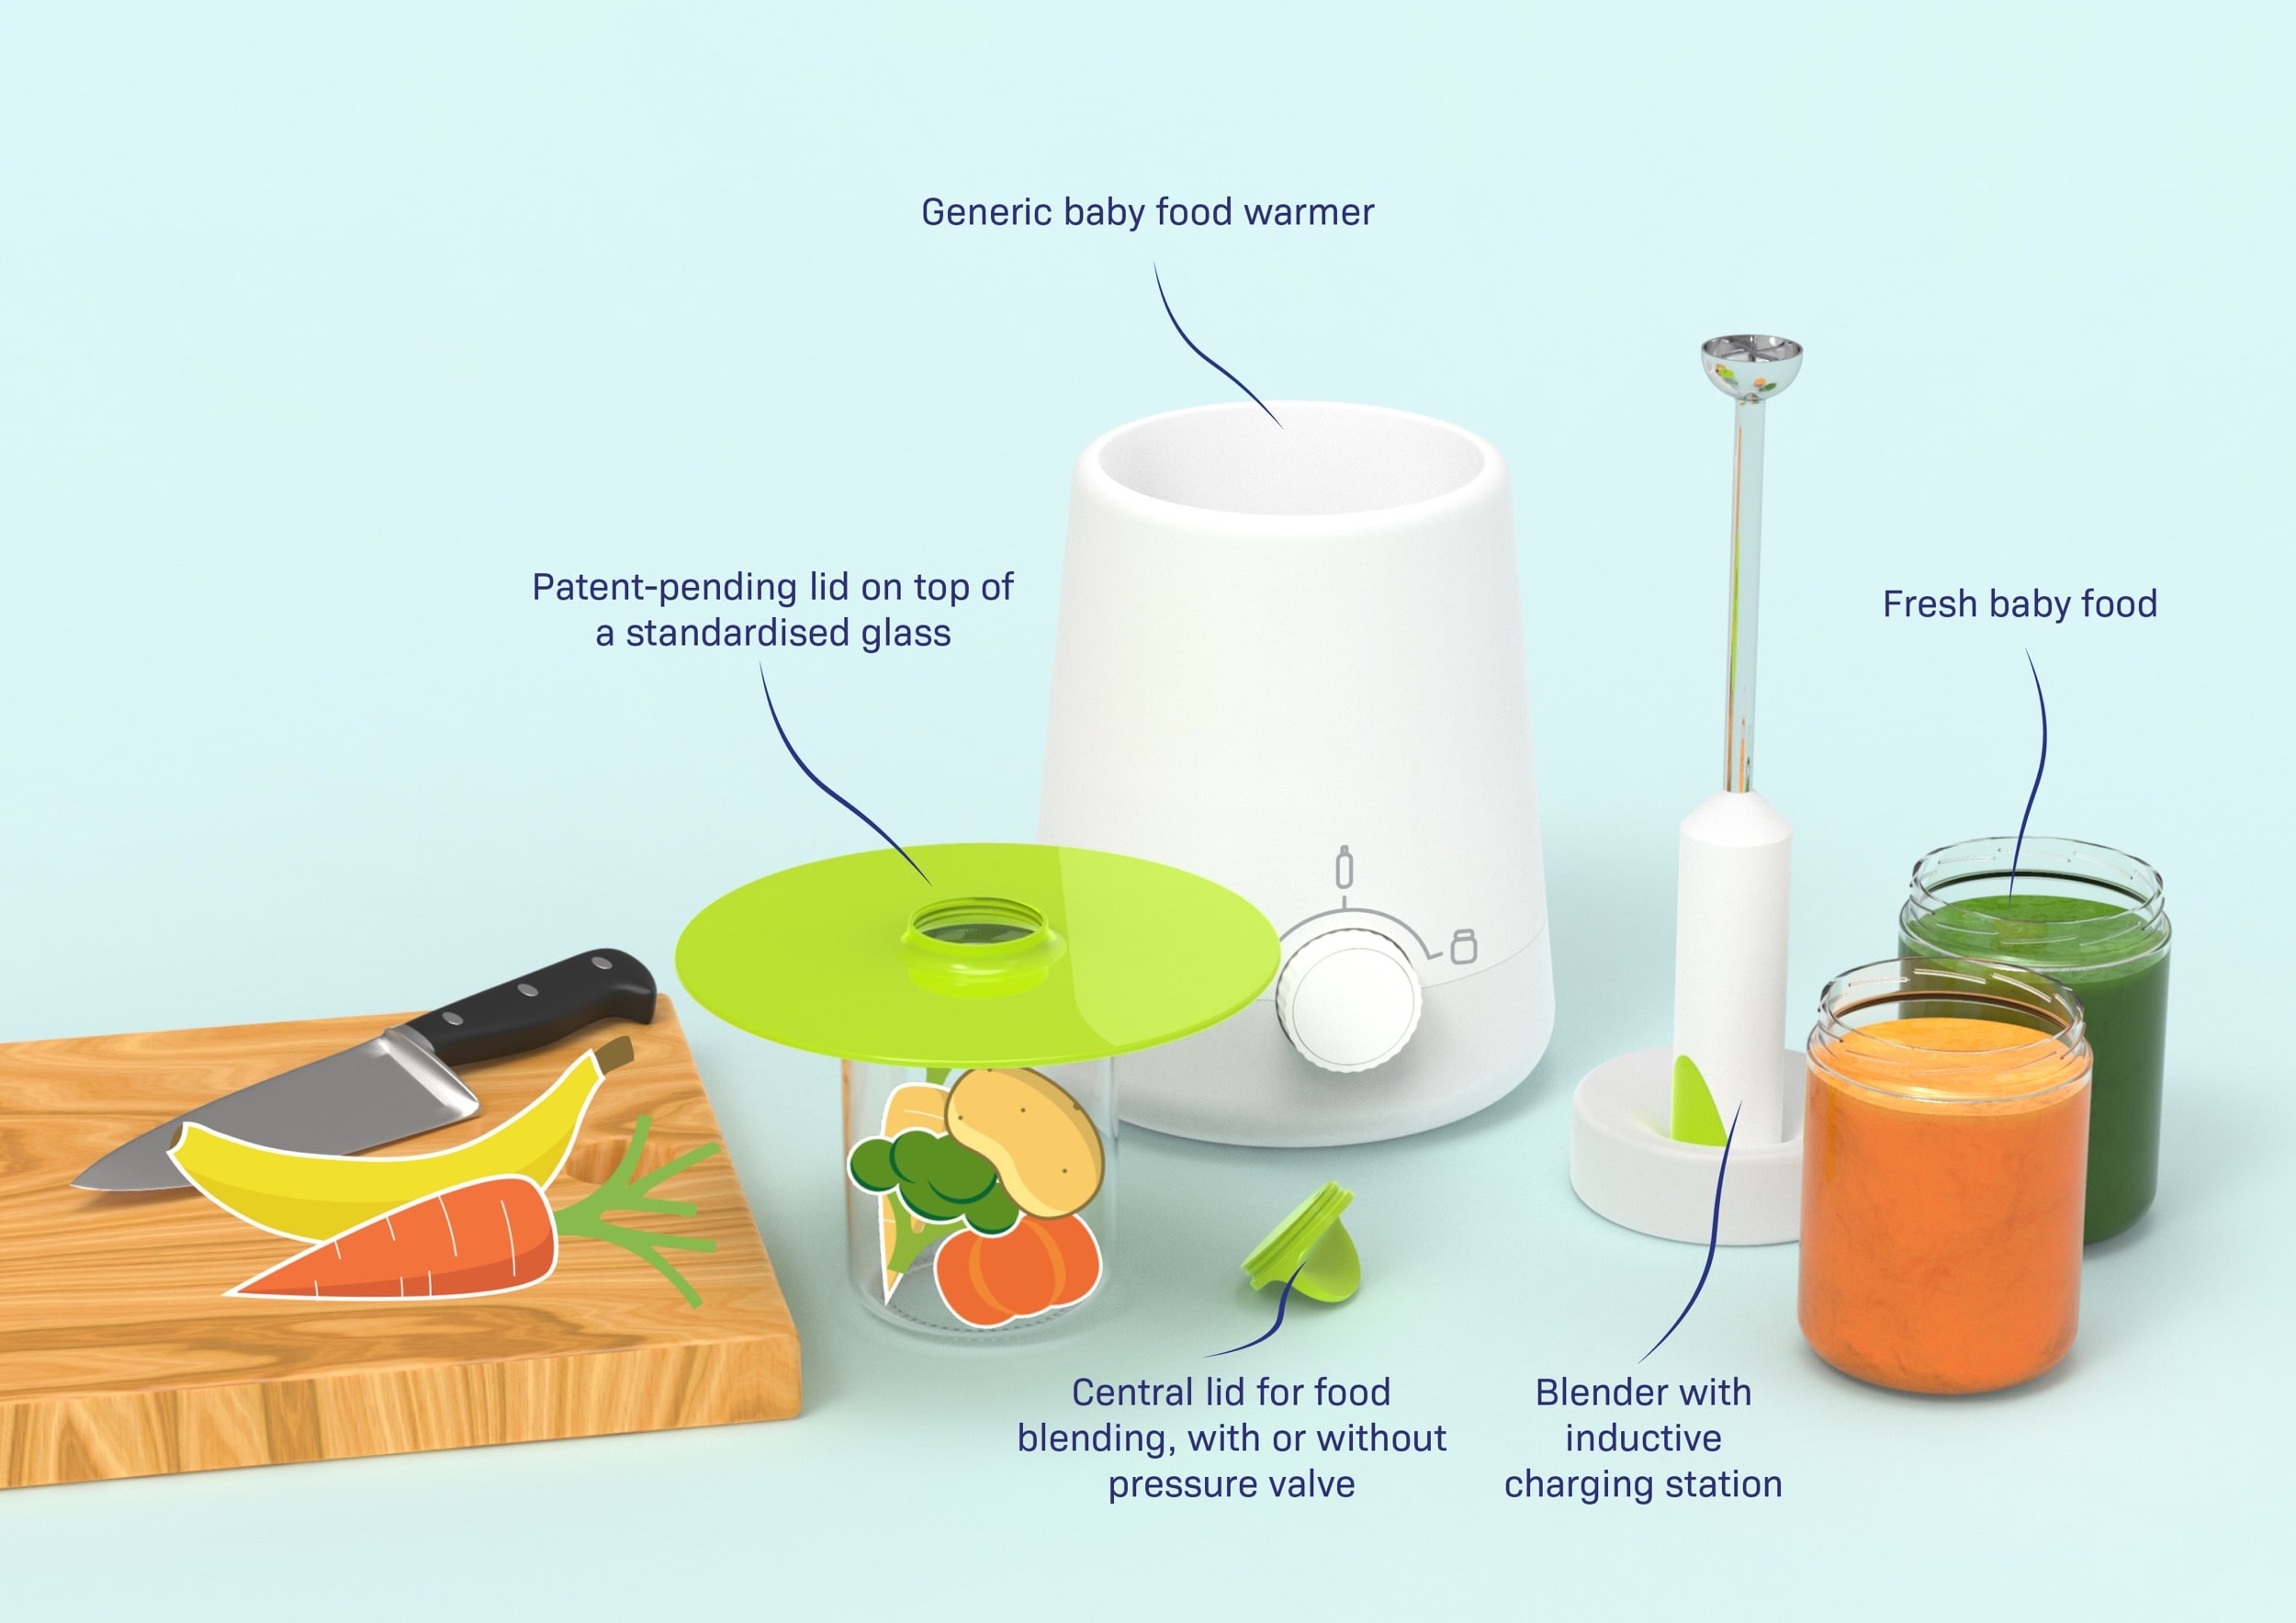 Generic baby food warmer
Patent-pending lid on top of
a standardised glass
Fresh baby food
Central lid for food
blending, with or without
pressure valve
Blender with
inductive
charging station